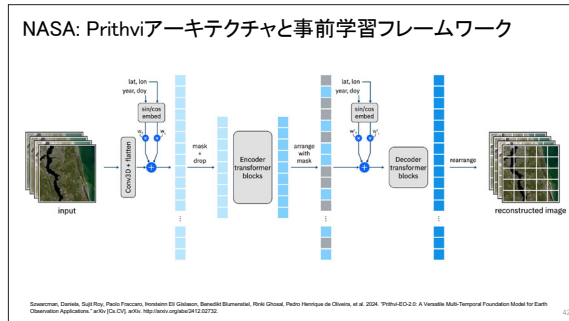 NASA: Prithviアーキテクチャと事前学習フレームワーク
lat, lon
year, doy
sin/cos
embed
input
Conv3D + flatten
mask
+
drop
Encoder
transformer
blocks
arrange
with
mask
lat, lon
year, doy
sin/cos
embed
Decoder
transformer
blocks
rearrange
reconstructed image
Szwarcman, Daniela, Sujit Roy, Paolo Fraccaro, Þorsteinn Elí Gíslason, Benedikt Blumenstiel, Rinki Ghosal, Pedro Henrique de Oliveira, et al. 2024. "Prithvi-EO-2.0: A Versatile Multi-Temporal Foundation Model for Earth
Observation Applications." arXiv [Cs.CV]. arXiv. http://arxiv.org/abs/2412.02732.
42